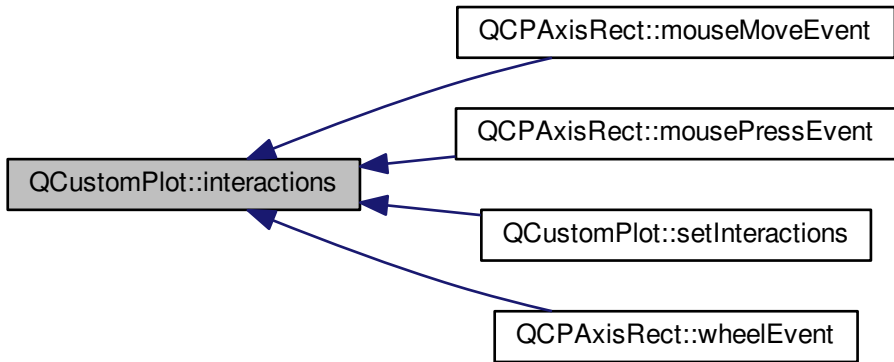 QCPAxisRect::mouseMoveEvent
QCPAxisRect::mousePressEvent
QCustomPlot::interactions
QCustomPlot::setInteractions
QCPAxisRect::wheelEvent